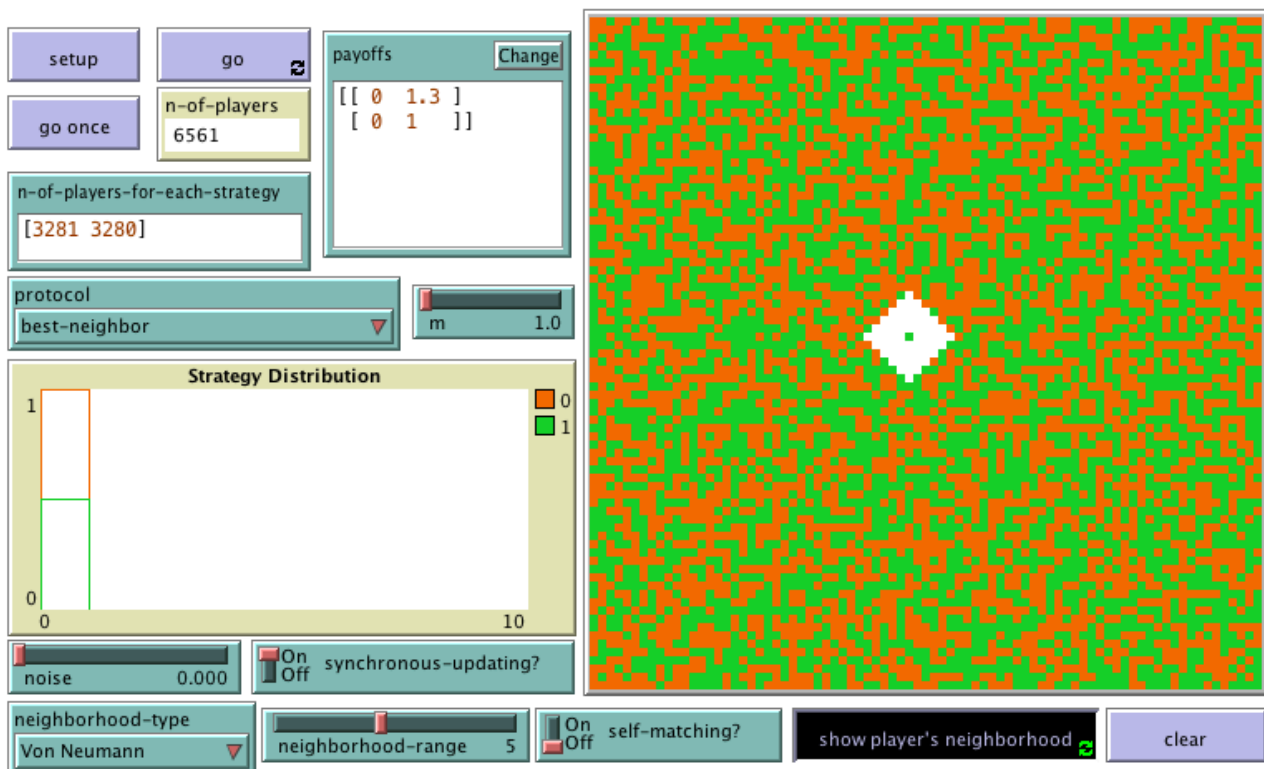 setup
go
payoffs
Change
[[ 0 1.3 ]
[ 0 1 ]]
go once
n-of-players
6561
n-of-players-for-each-strategy
[3281 3280]
protocol
best-neighbor
m 1.0
Strategy Distribution
1
0
0 10
0
1
noise 0.000
On
Off
synchronous-updating?
neighborhood-type
Von Neumann
neighborhood-range 5
On
Off
self-matching?
show player's neighborhood
clear